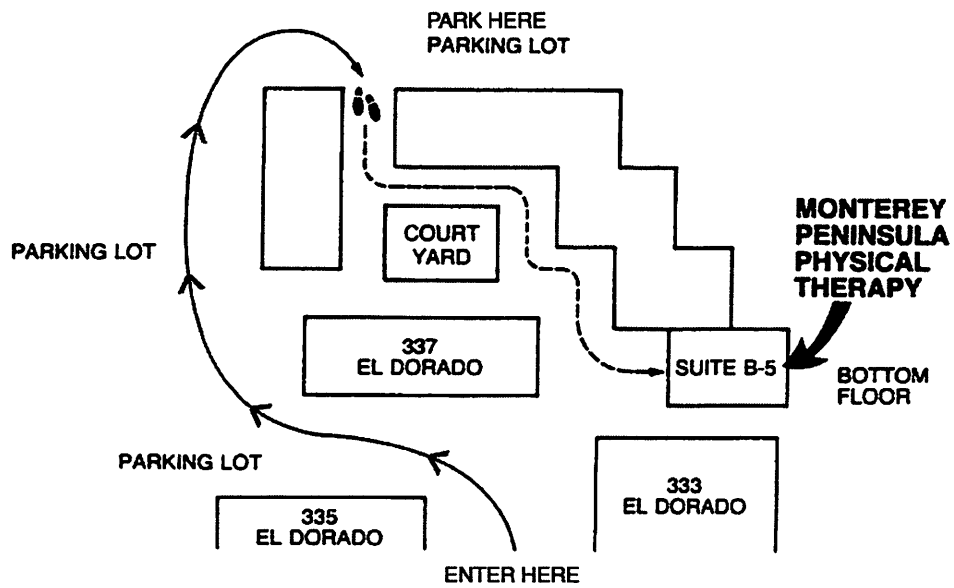 PARK HERE
PARKING LOT
PARKING LOT
COURT
YARD
MONTEREY
PENINSULA
PHYSICAL
THERAPY
337
EL DORADO
SUITE B-5
BOTTOM
FLOOR
PARKING LOT
335
EL DORADO
333
EL DORADO
ENTER HERE